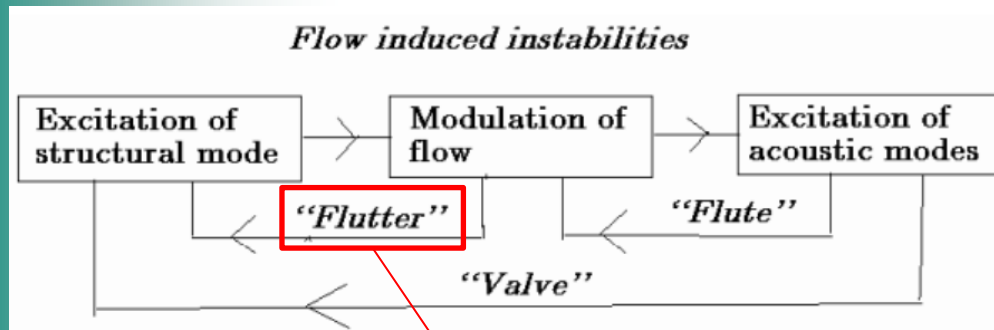 Flow induced instabilities
Excitation of
structural mode
Modulation of
flow
Excitation of
acoustic modes
“Flutter”
“Flute”
“Valve”